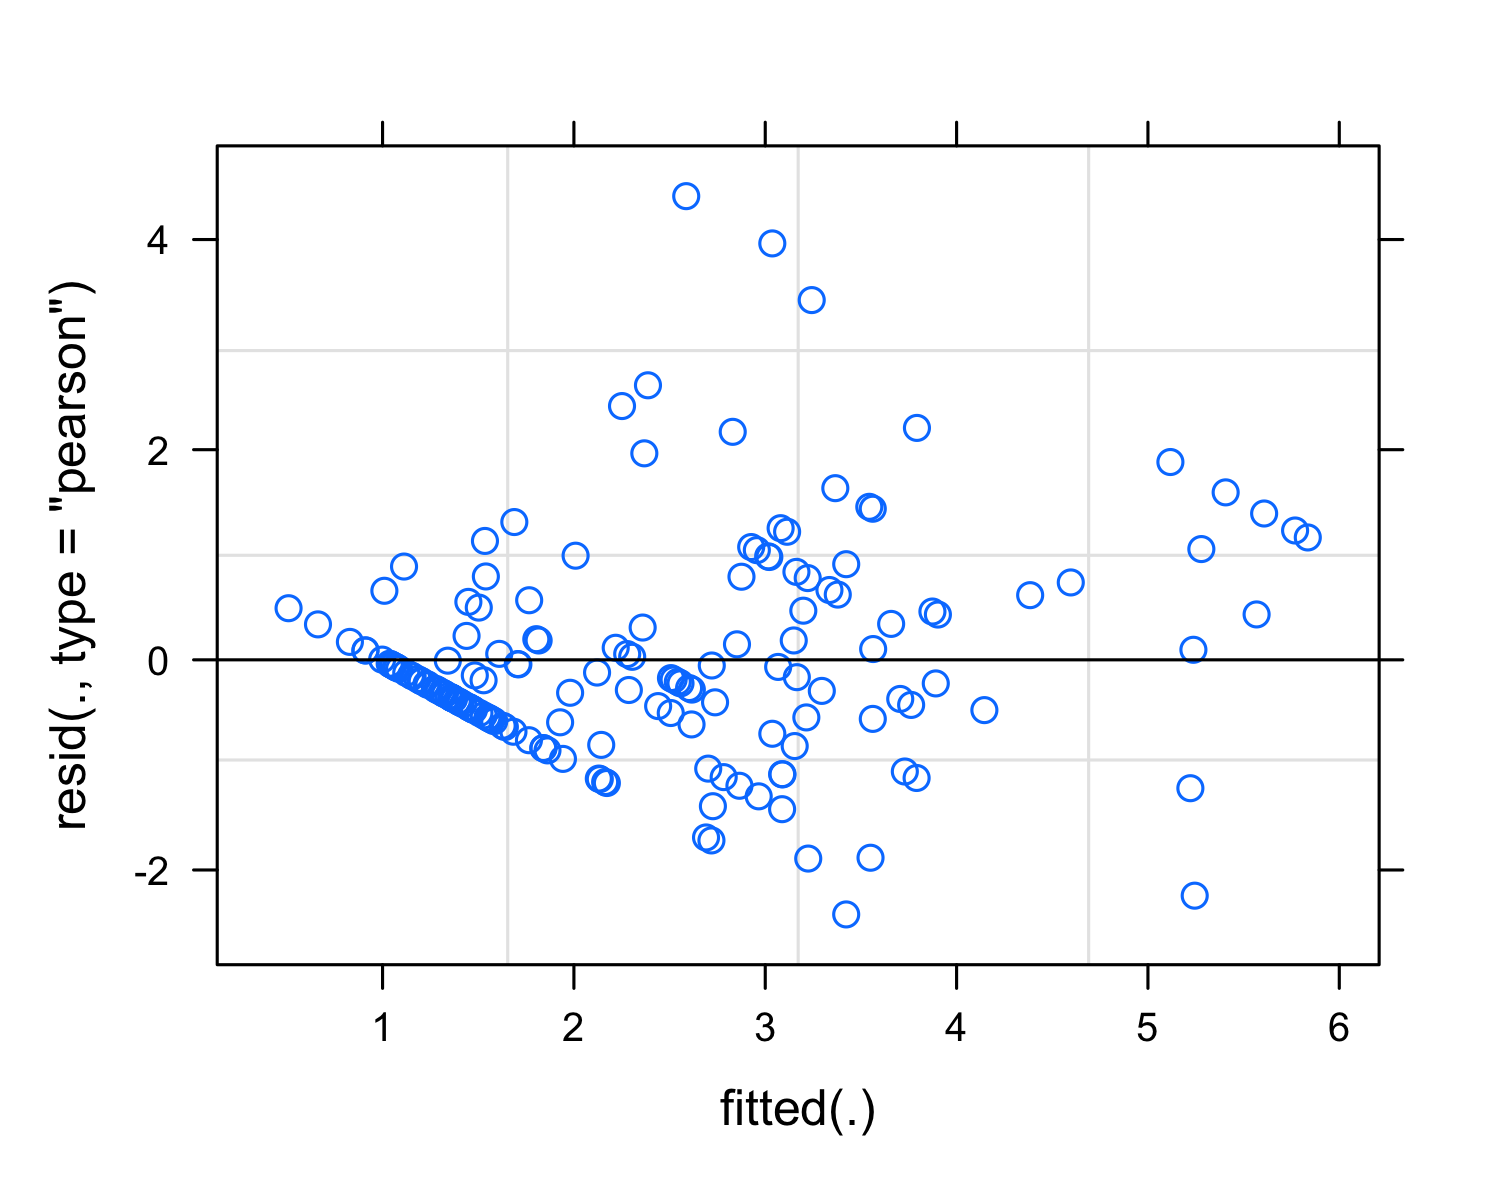 resid(., type = "pearson")
4
2
0
-2
1 2 3 4 5 6
fitted(.)